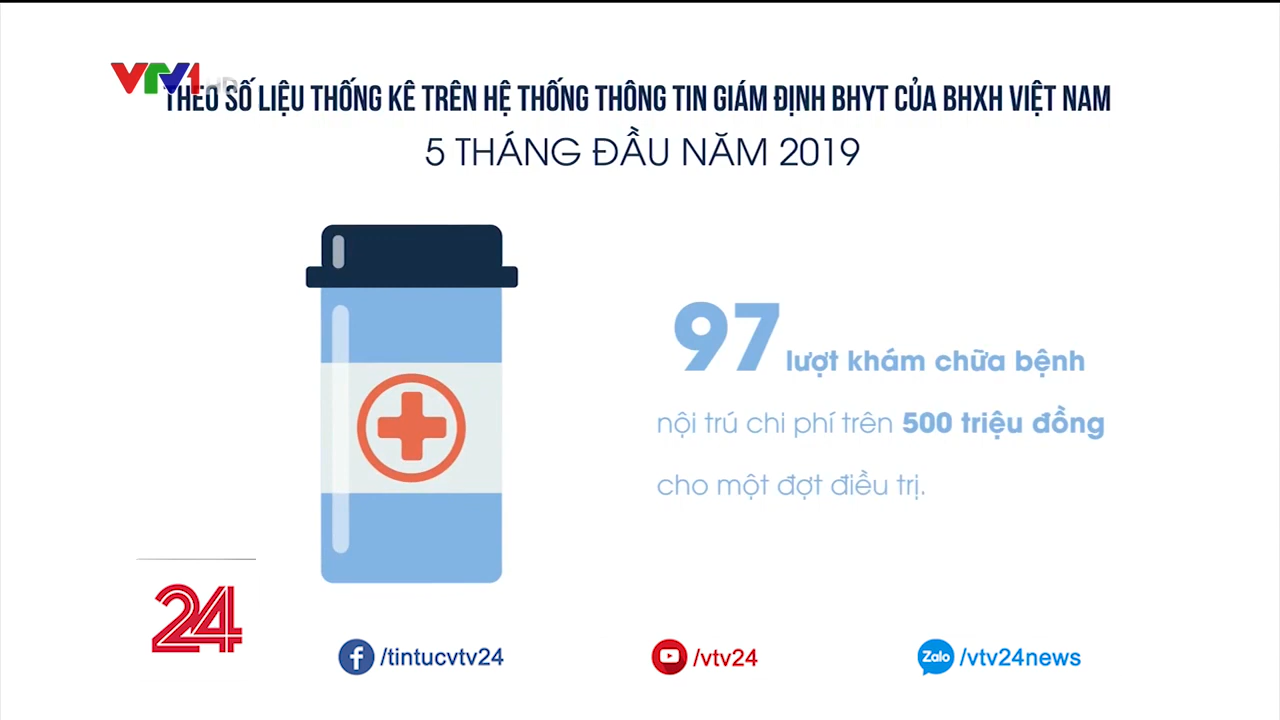 VTV1 HD
THEO SỐ LIỆU THỐNG KÊ TRÊN HỆ THỐNG THÔNG TIN GIÁM ĐỊNH BHYT CỦA BHXH VIỆT NAM
5 THÁNG ĐẦU NĂM 2019
97 lượt khám chữa bệnh
nội trú chi phí trên 500 triệu đồng
cho một đợt điều trị.
24
/tintucvtv24
/vtv24
Zalo /vtv24news